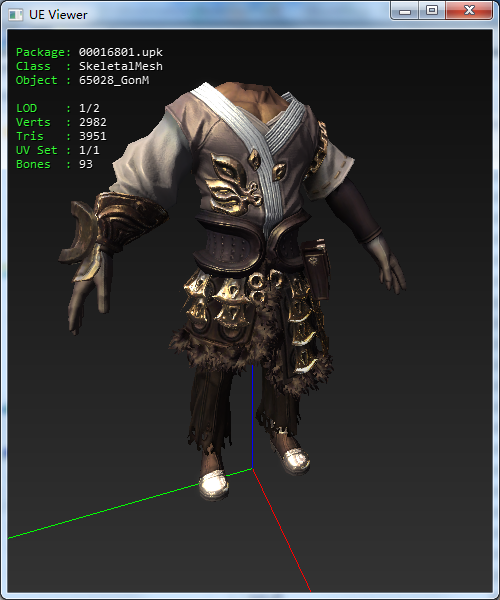 UE Viewer
Package: 00016801.upk
Class : SkeletalMesh
Object : 65028_GonM
LOD : 1/2
Verts : 2982
Tris : 3951
UV Set : 1/1
Bones : 93